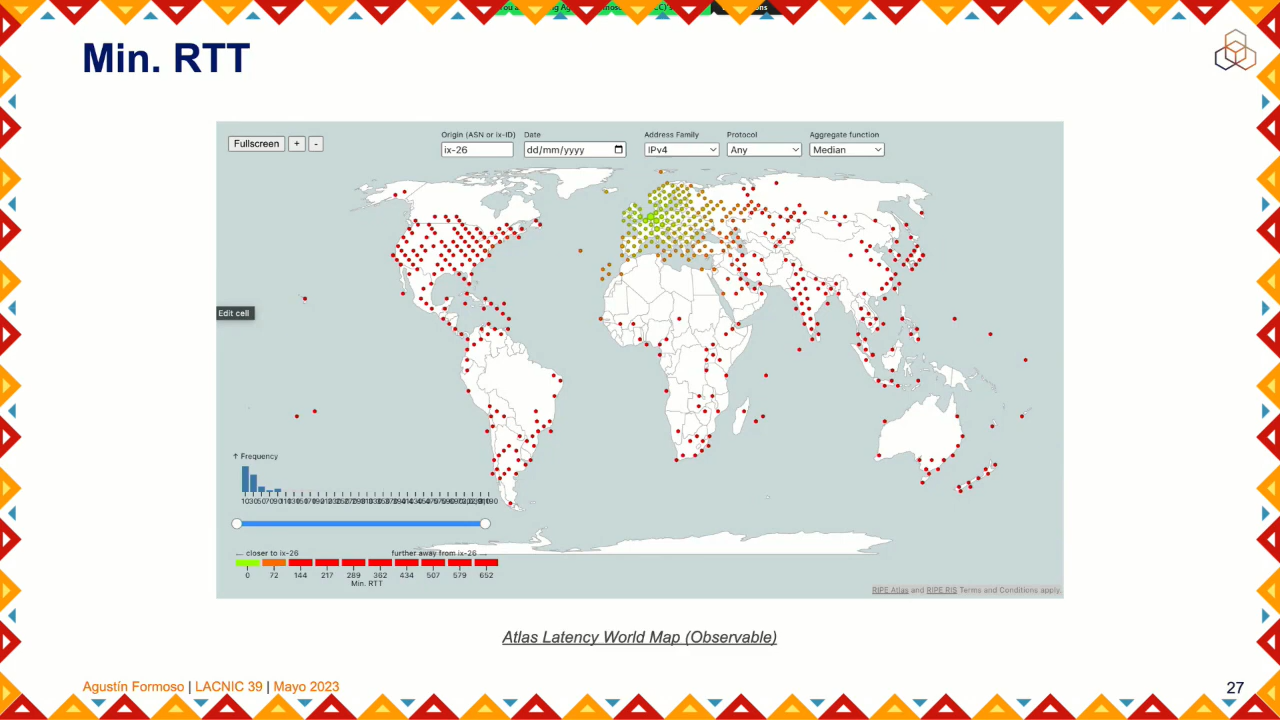 Min. RTT
Fullscreen
+
-
Origin (ASN or ix-ID)
ix-26
Date
dd/mm/yyyy
Address Family
IPv4
Protocol
Any
Aggregate function
Median
Edit cell
↑ Frequency
closer to ix-26
further away from ix-26
0 72 144 217 289 362 434 507 579 652
Min. RTT
RIPE Atlas and RIPE RIS Terms and Conditions apply.
Atlas Latency World Map (Observable)
Agustín Formoso | LACNIC 39 | Mayo 2023
27